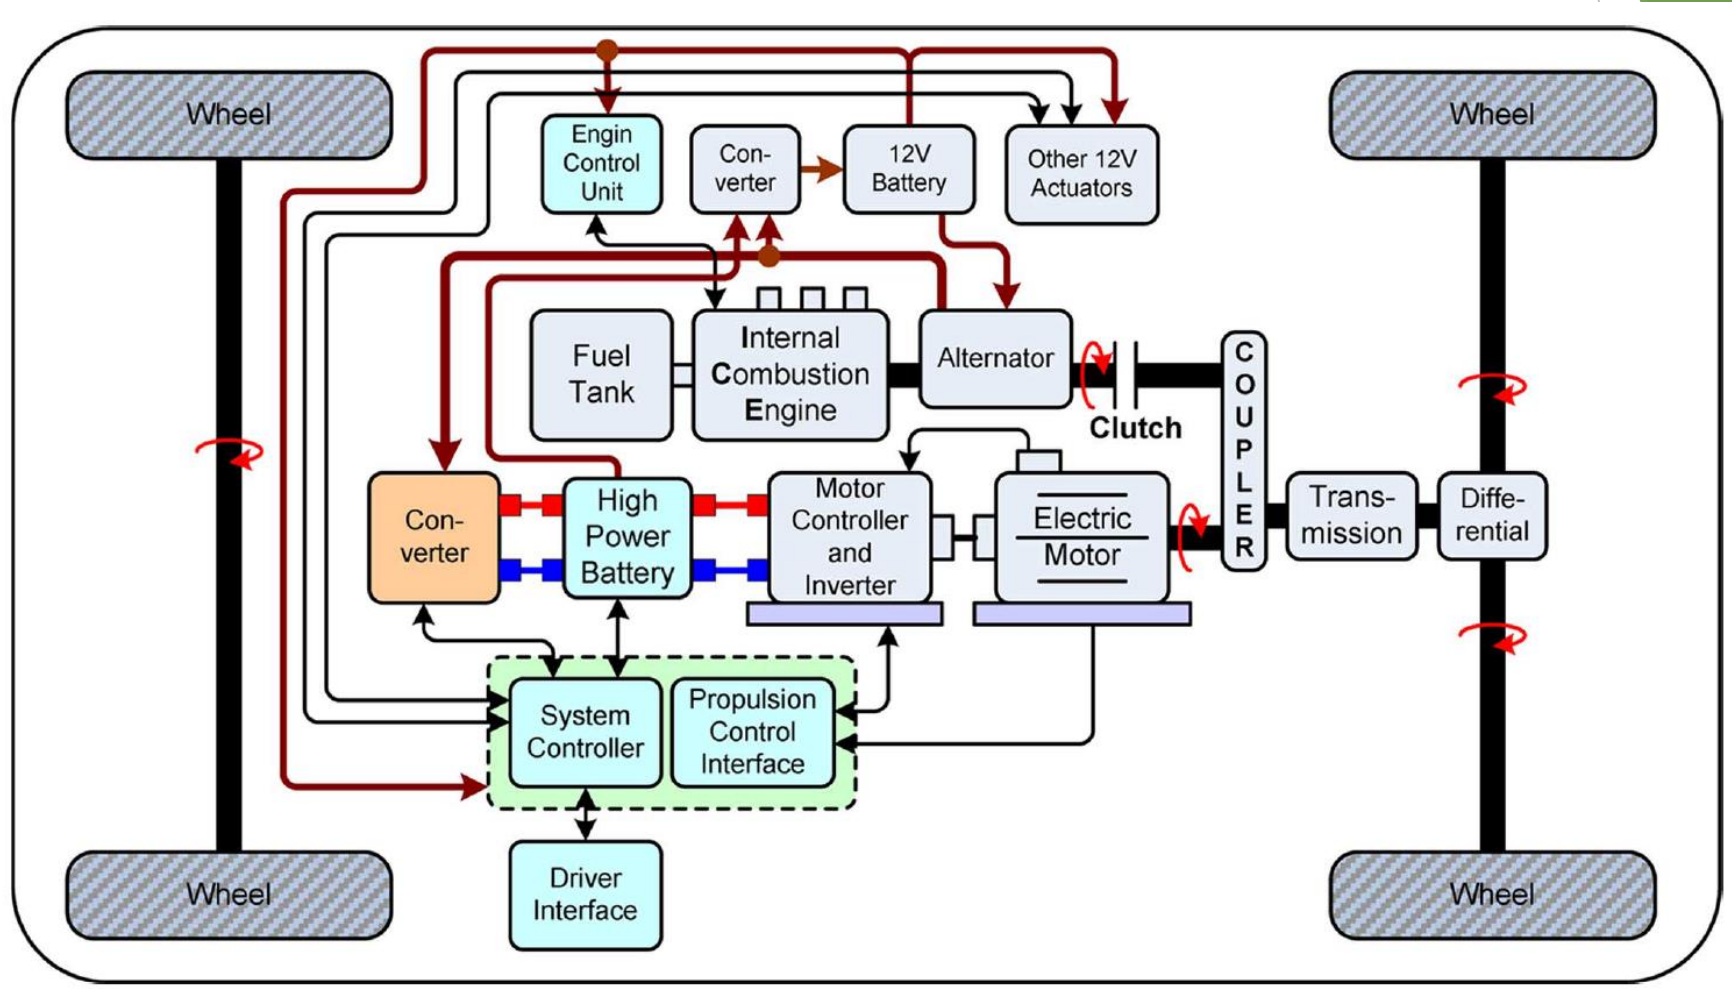 Wheel
Wheel
Engin
Control
Unit
Con-
verter
12V
Battery
Other 12V
Actuators
Fuel
Tank
Internal
Combustion
Engine
Alternator
Clutch
COUPLER
Con-
verter
High
Power
Battery
Motor
Controller
and
Inverter
Electric
Motor
Trans-
mission
Diffe-
rential
System
Controller
Propulsion
Control
Interface
Driver
Interface
Wheel
Wheel